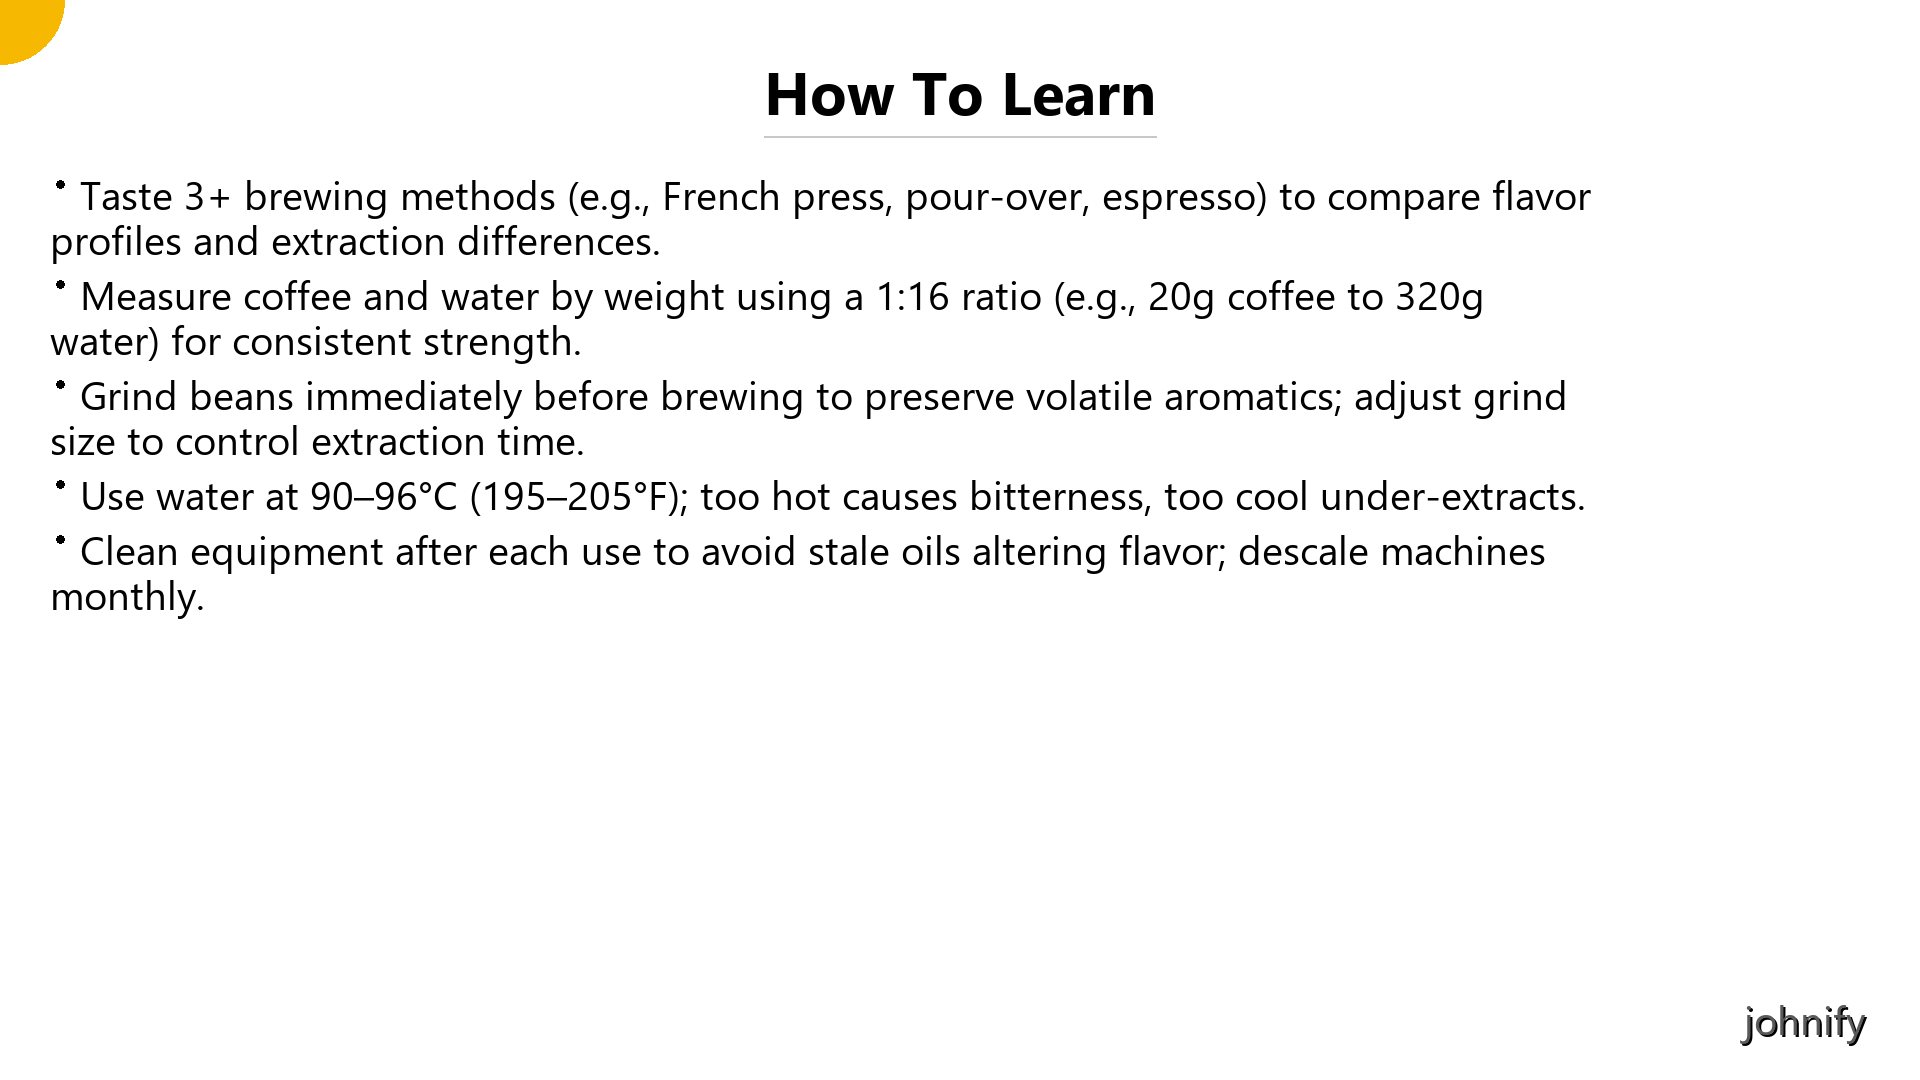 How To Learn
• Taste 3+ brewing methods (e.g., French press, pour-over, espresso) to compare flavor
profiles and extraction differences.
• Measure coffee and water by weight using a 1:16 ratio (e.g., 20g coffee to 320g
water) for consistent strength.
• Grind beans immediately before brewing to preserve volatile aromatics; adjust grind
size to control extraction time.
• Use water at 90–96°C (195–205°F); too hot causes bitterness, too cool under-extracts.
• Clean equipment after each use to avoid stale oils altering flavor; descale machines
monthly.
johnify